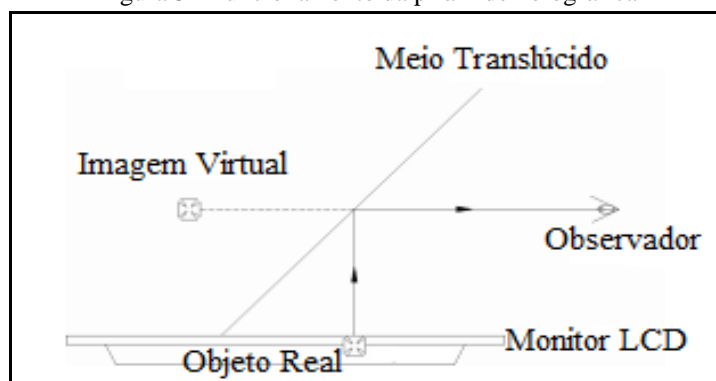 Meio Translúcido
Imagem Virtual
Observador
Monitor LCD
Objeto Real